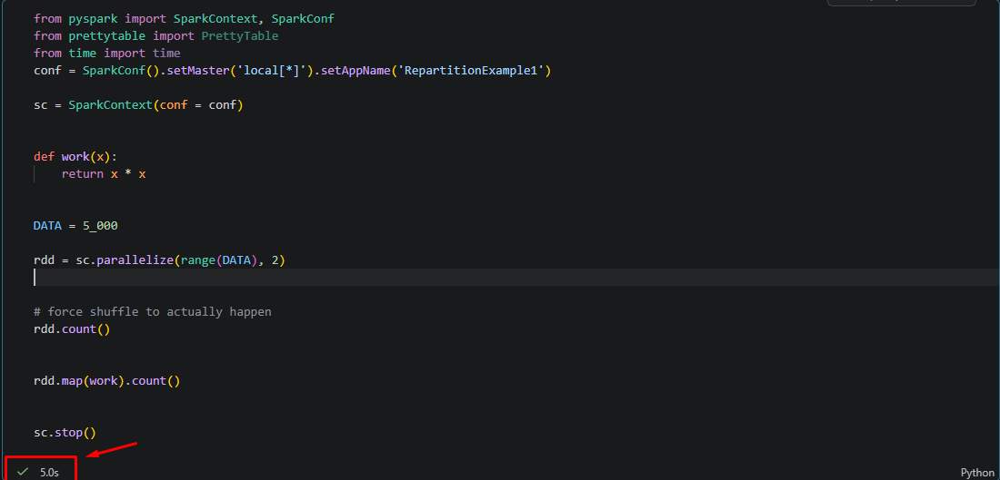 from pyspark import SparkContext, SparkConf
from prettytable import PrettyTable
from time import time
conf = SparkConf().setMaster('local[*]').setAppName('RepartitionExample1')
sc = SparkContext(conf = conf)
def work(x):
    return x * x
DATA = 5_000
rdd = sc.parallelize(range(DATA), 2)
# force shuffle to actually happen
rdd.count()
rdd.map(work).count()
sc.stop()
5.0s
Python